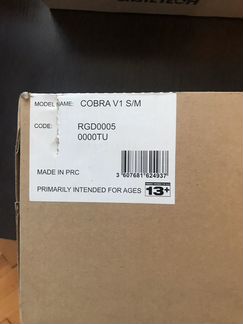 MODEL NAME: COBRA V1 S/M
CODE: RGD0005
0000TU
MADE IN PRC
3 607681 624937
PRIMARILY INTENDED FOR AGES 13+